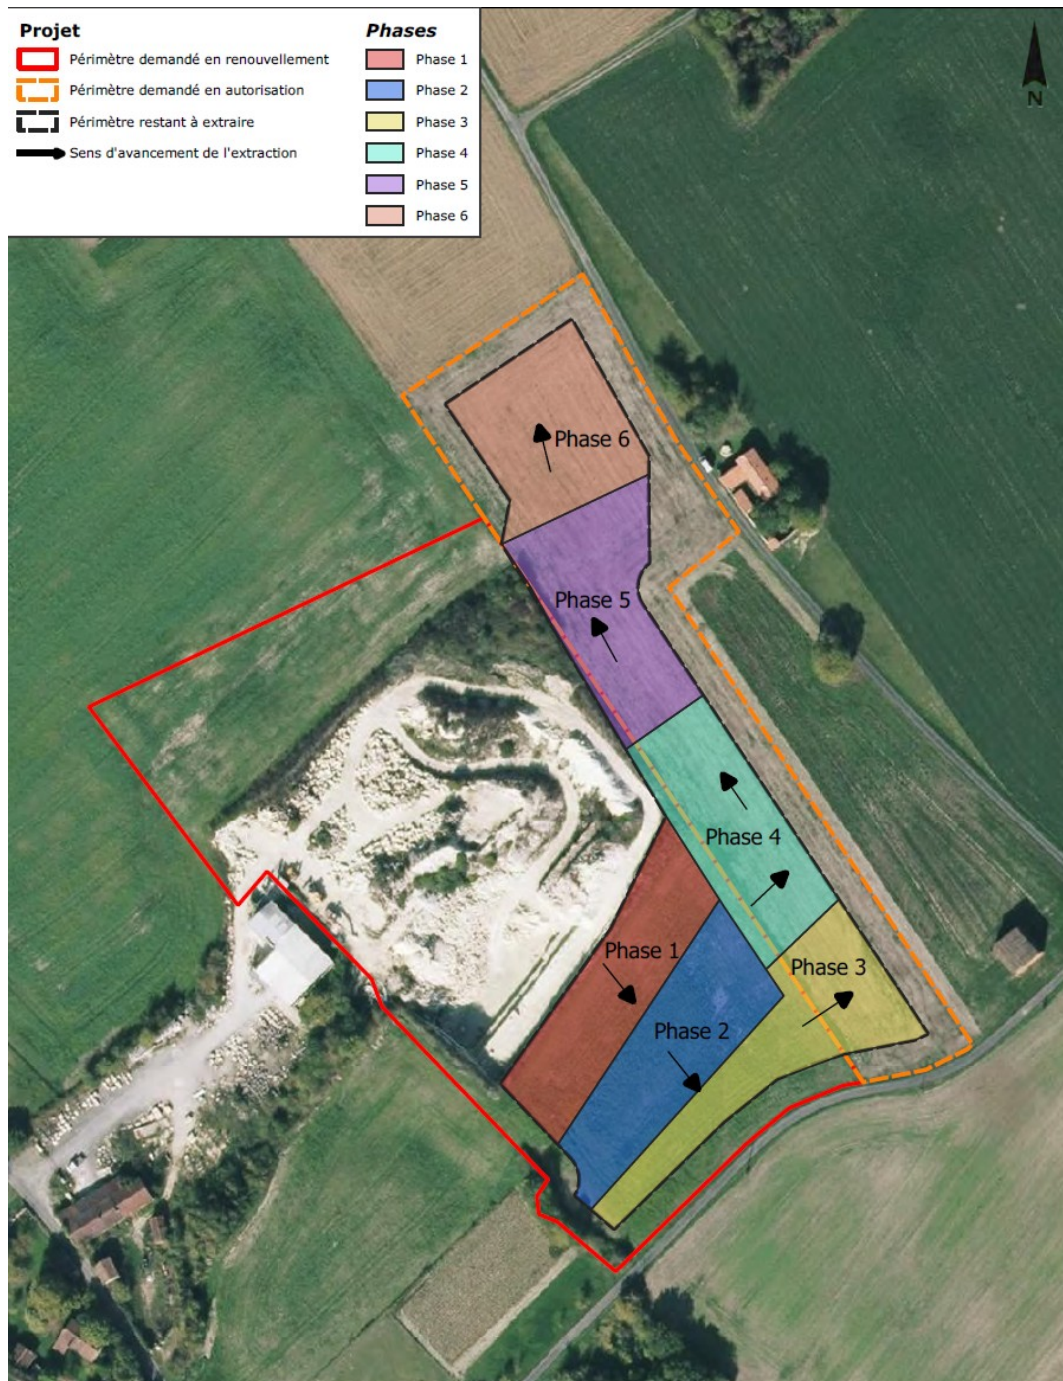 Projet
Périmètre demandé en renouvellement
Périmètre demandé en autorisation
Périmètre restant à extraire
Sens d'avancement de l'extraction
Phases
Phase 1
Phase 2
Phase 3
Phase 4
Phase 5
Phase 6
N
Phase 6
Phase 5
Phase 4
Phase 1
Phase 3
Phase 2